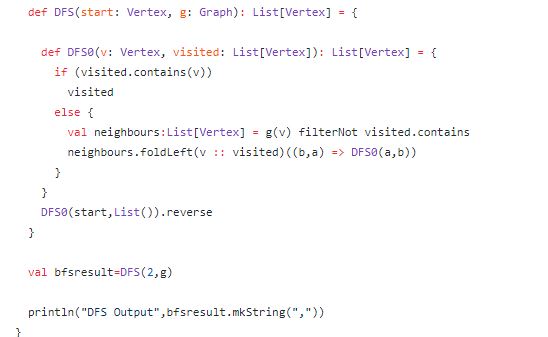 def DFS(start: Vertex, g: Graph): List[Vertex] = {
def DFS0(v: Vertex, visited: List[Vertex]): List[Vertex] = {
if (visited.contains(v))
visited
else {
val neighbours:List[Vertex] = g(v) filterNot visited.contains
neighbours.foldLeft(v :: visited)((b,a) => DFS0(a,b))
}
}
DFS0(start,List()).reverse
}
val bfsresult=DFS(2,g)
println("DFS Output",bfsresult.mkString(","))
}